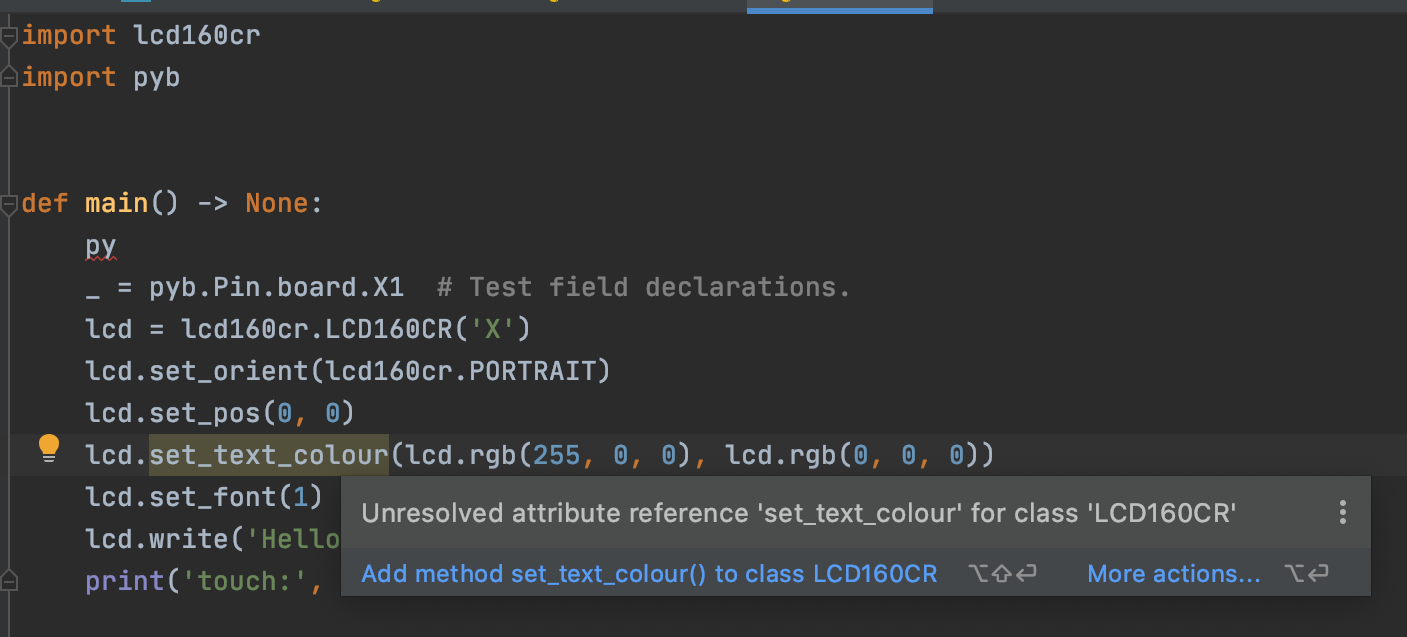 import lcd160cr
import pyb
def main() -> None:
py
_ = pyb.Pin.board.X1  # Test field declarations.
lcd = lcd160cr.LCD160CR('X')
lcd.set_orient(lcd160cr.PORTRAIT)
lcd.set_pos(0, 0)
lcd.set_text_colour(lcd.rgb(255, 0, 0), lcd.rgb(0, 0, 0))
lcd.set_font(1)
Unresolved attribute reference 'set_text_colour' for class 'LCD160CR'
lcd.write('Hello
Add method set_text_colour() to class LCD160CR ⌥⇧⏎ More actions... ⌥⏎
print('touch:',